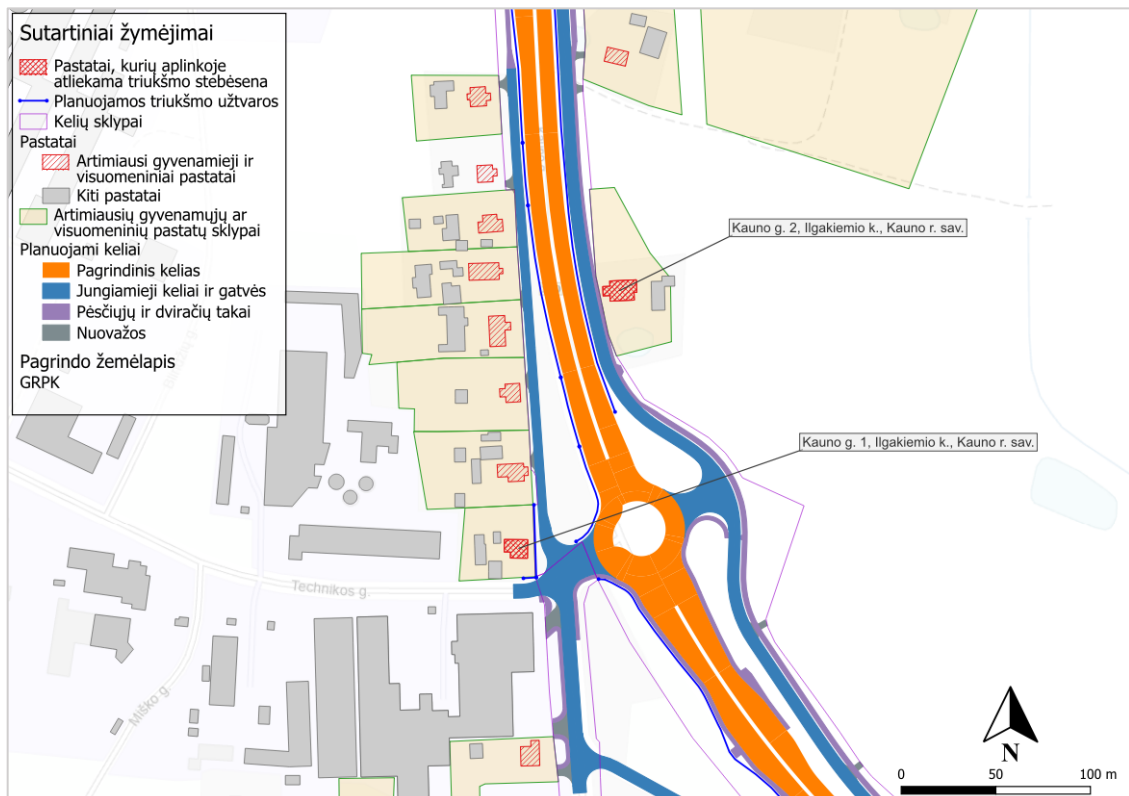 Sutartiniai žymėjimai
Pastatai, kurių aplinkoje
atliekama triukšmo stebėsena
Planuojamos triukšmo užtvaros
Kelių sklypai
Pastatai
Artimiausi gyvenamieji ir
visuomeniniai pastatai
Kiti pastatai
Artimiausių gyvenamųjų ar
visuomeninių pastatų sklypai
Planuojami keliai
Pagrindinis kelias
Jungiamieji keliai ir gatvės
Pėsčiųjų ir dviračių takai
Nuovažos
Pagrindo žemėlapis
GRPK
Kauno g. 2, Ilgakiemio k., Kauno r. sav.
Kauno g. 1, Ilgakiemio k., Kauno r. sav.
Technikos g.
Miško g.
N
0 50 100 m